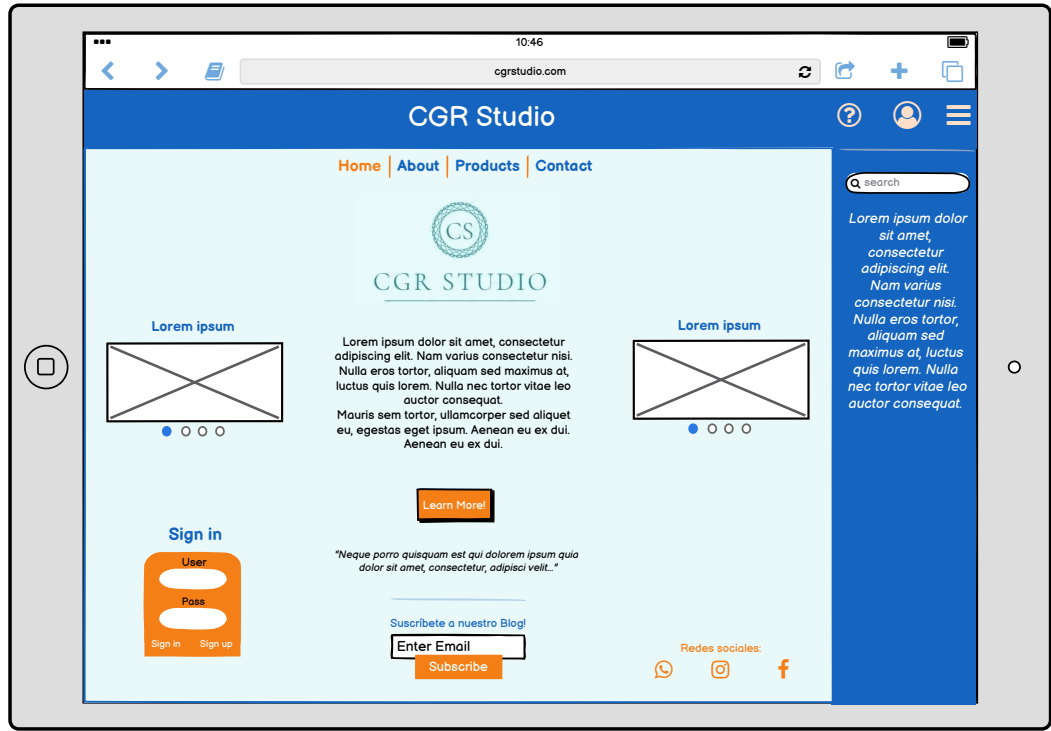 10:46
cgrstudio.com
CGR Studio
Home
About
Products
Contact
search
Lorem ipsum dolor
sit amet,
consectetur
adipiscing elit.
Nam varius
consectetur nisi.
Nulla eros tortor,
aliquam sed
maximus at, luctus
quis lorem. Nulla
nec tortor vitae leo
auctor consequat.
CS
CGR STUDIO
Lorem ipsum
Lorem ipsum dolor sit amet, consectetur
adipiscing elit. Nam varius consectetur nisi.
Nulla eros tortor, aliquam sed maximus at,
luctus quis lorem. Nulla nec tortor vitae leo
auctor consequat.
Mauris sem tortor, ullamcorper sed aliquet
eu, egestas eget ipsum. Aenean eu ex dui.
Aenean eu ex dui.
Lorem ipsum
Learn More!
"Neque porro quisquam est qui dolorem ipsum quia
dolor sit amet, consectetur, adipisci velit..."
Sign in
User
Pass
Sign in
Sign up
Suscríbete a nuestro Blog!
Enter Email
Subscribe
Redes sociales: